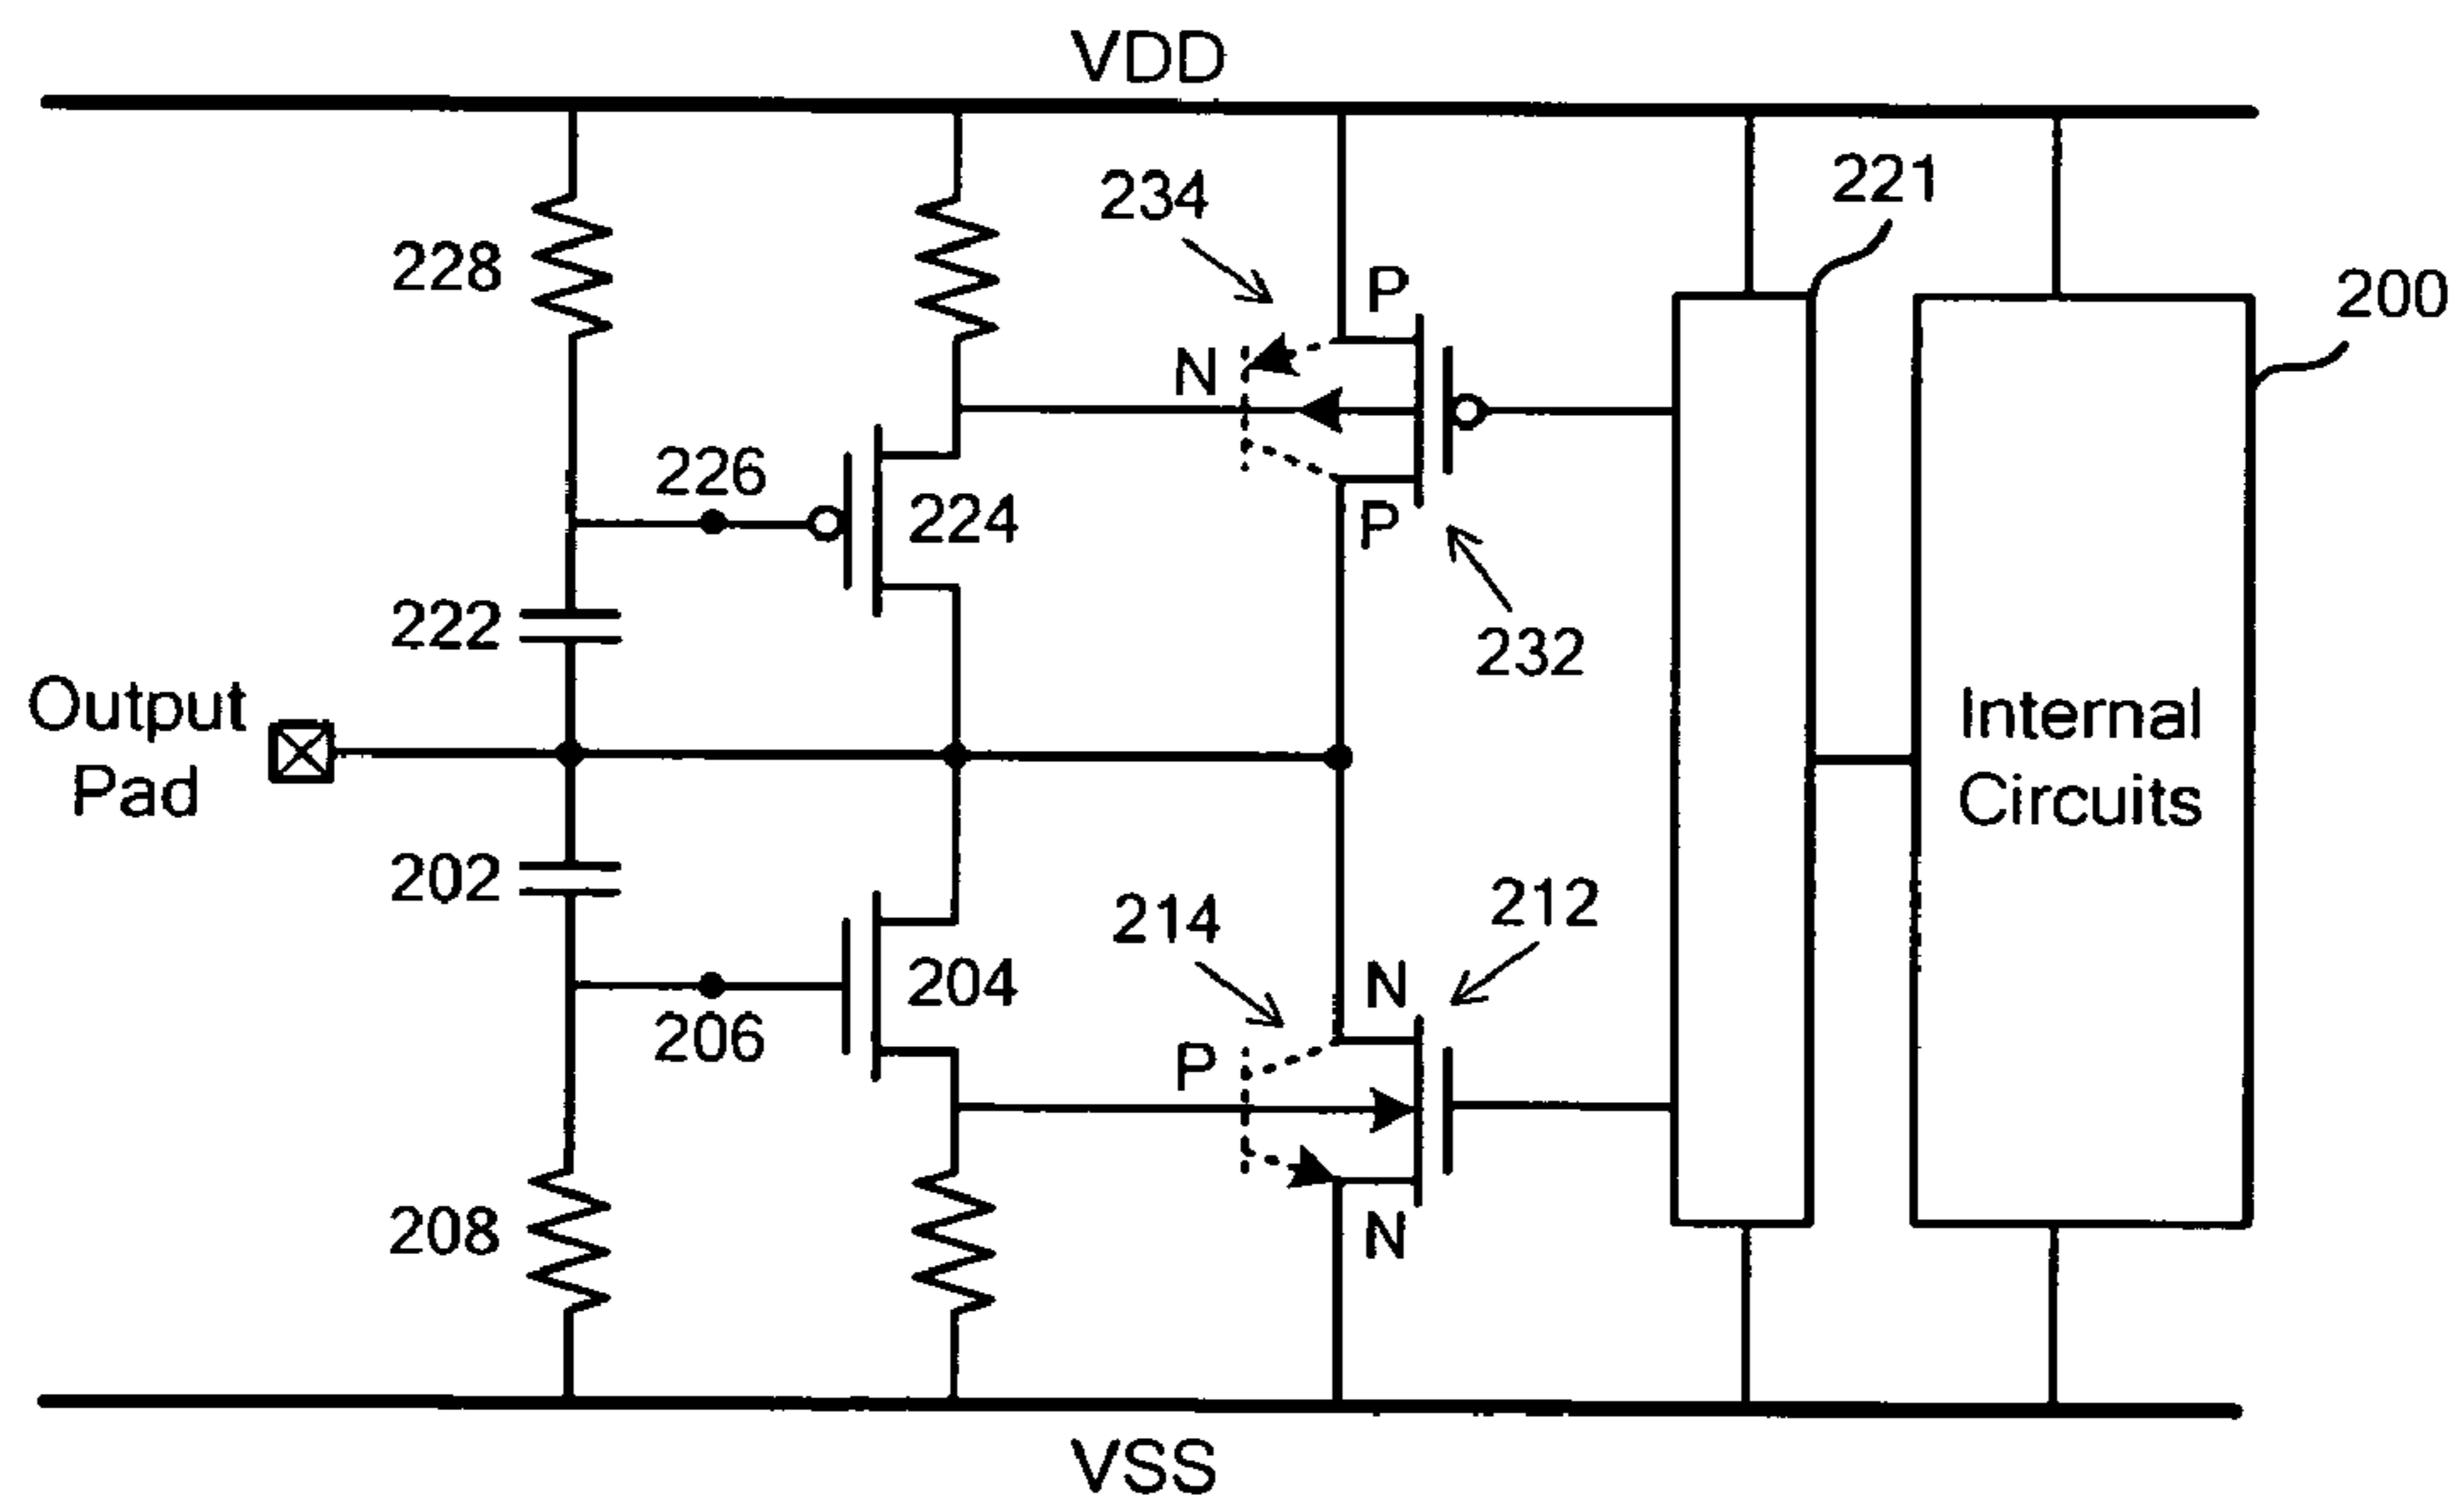 VDD
221
234
200
228
P
N
226
224
P
222
232
Output
Pad
Internal
Circuits
202
212
214
204
N
206
P
208
N
VSS